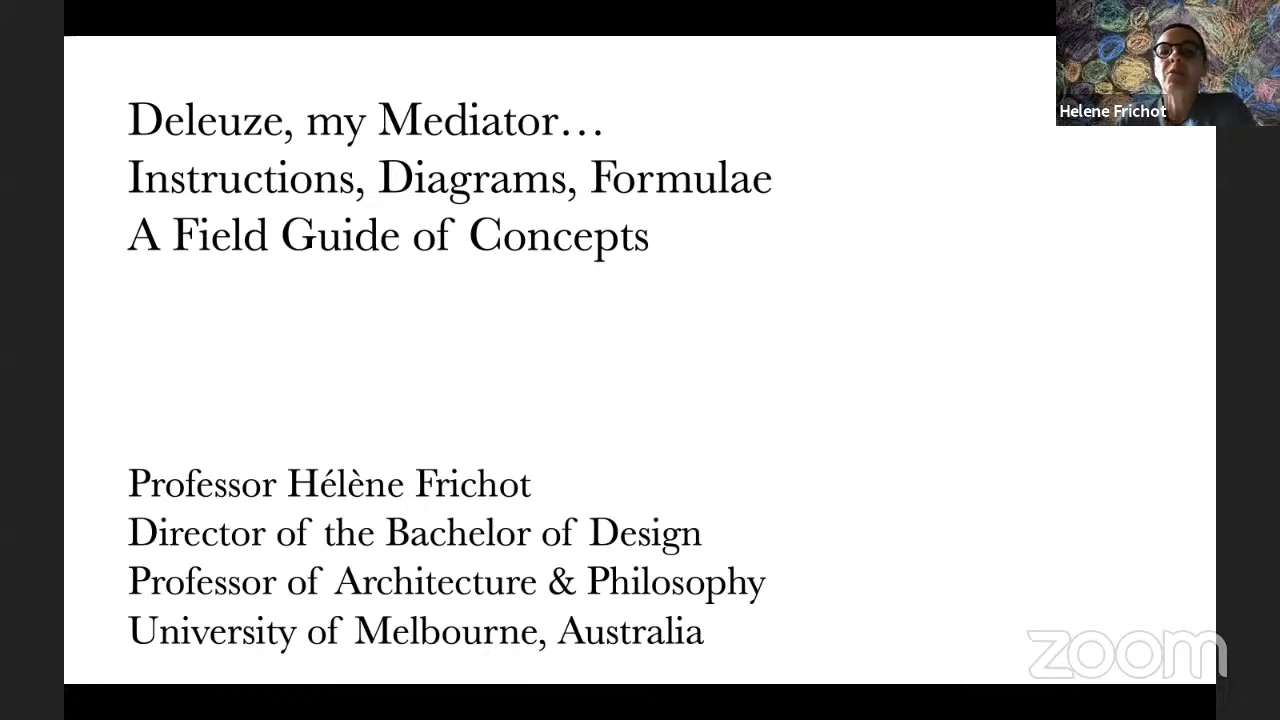 Helene Frichot
Deleuze, my Mediator…
Instructions, Diagrams, Formulae
A Field Guide of Concepts
Professor Hélène Frichot
Director of the Bachelor of Design
Professor of Architecture & Philosophy
University of Melbourne, Australia
zoom